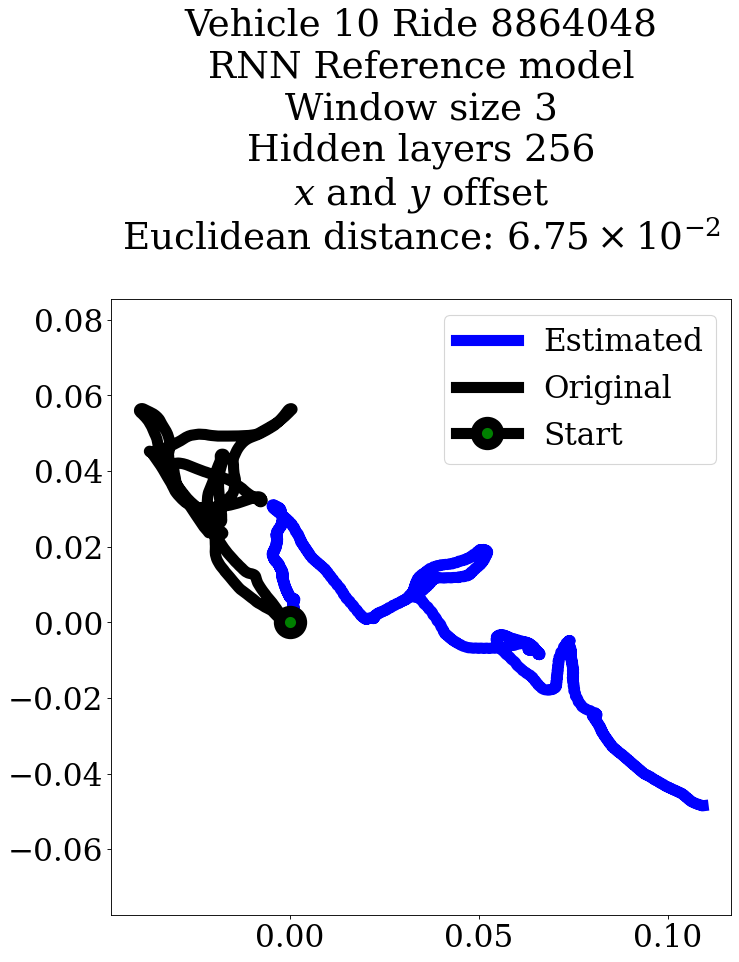 Vehicle 10 Ride 8864048
RNN Reference model
Window size 3
Hidden layers 256
x and y offset
Euclidean distance: 6.75 × 10⁻²
Estimated
Original
Start
0.08
0.06
0.04
0.02
0.00
−0.02
−0.04
−0.06
0.00 0.05 0.10